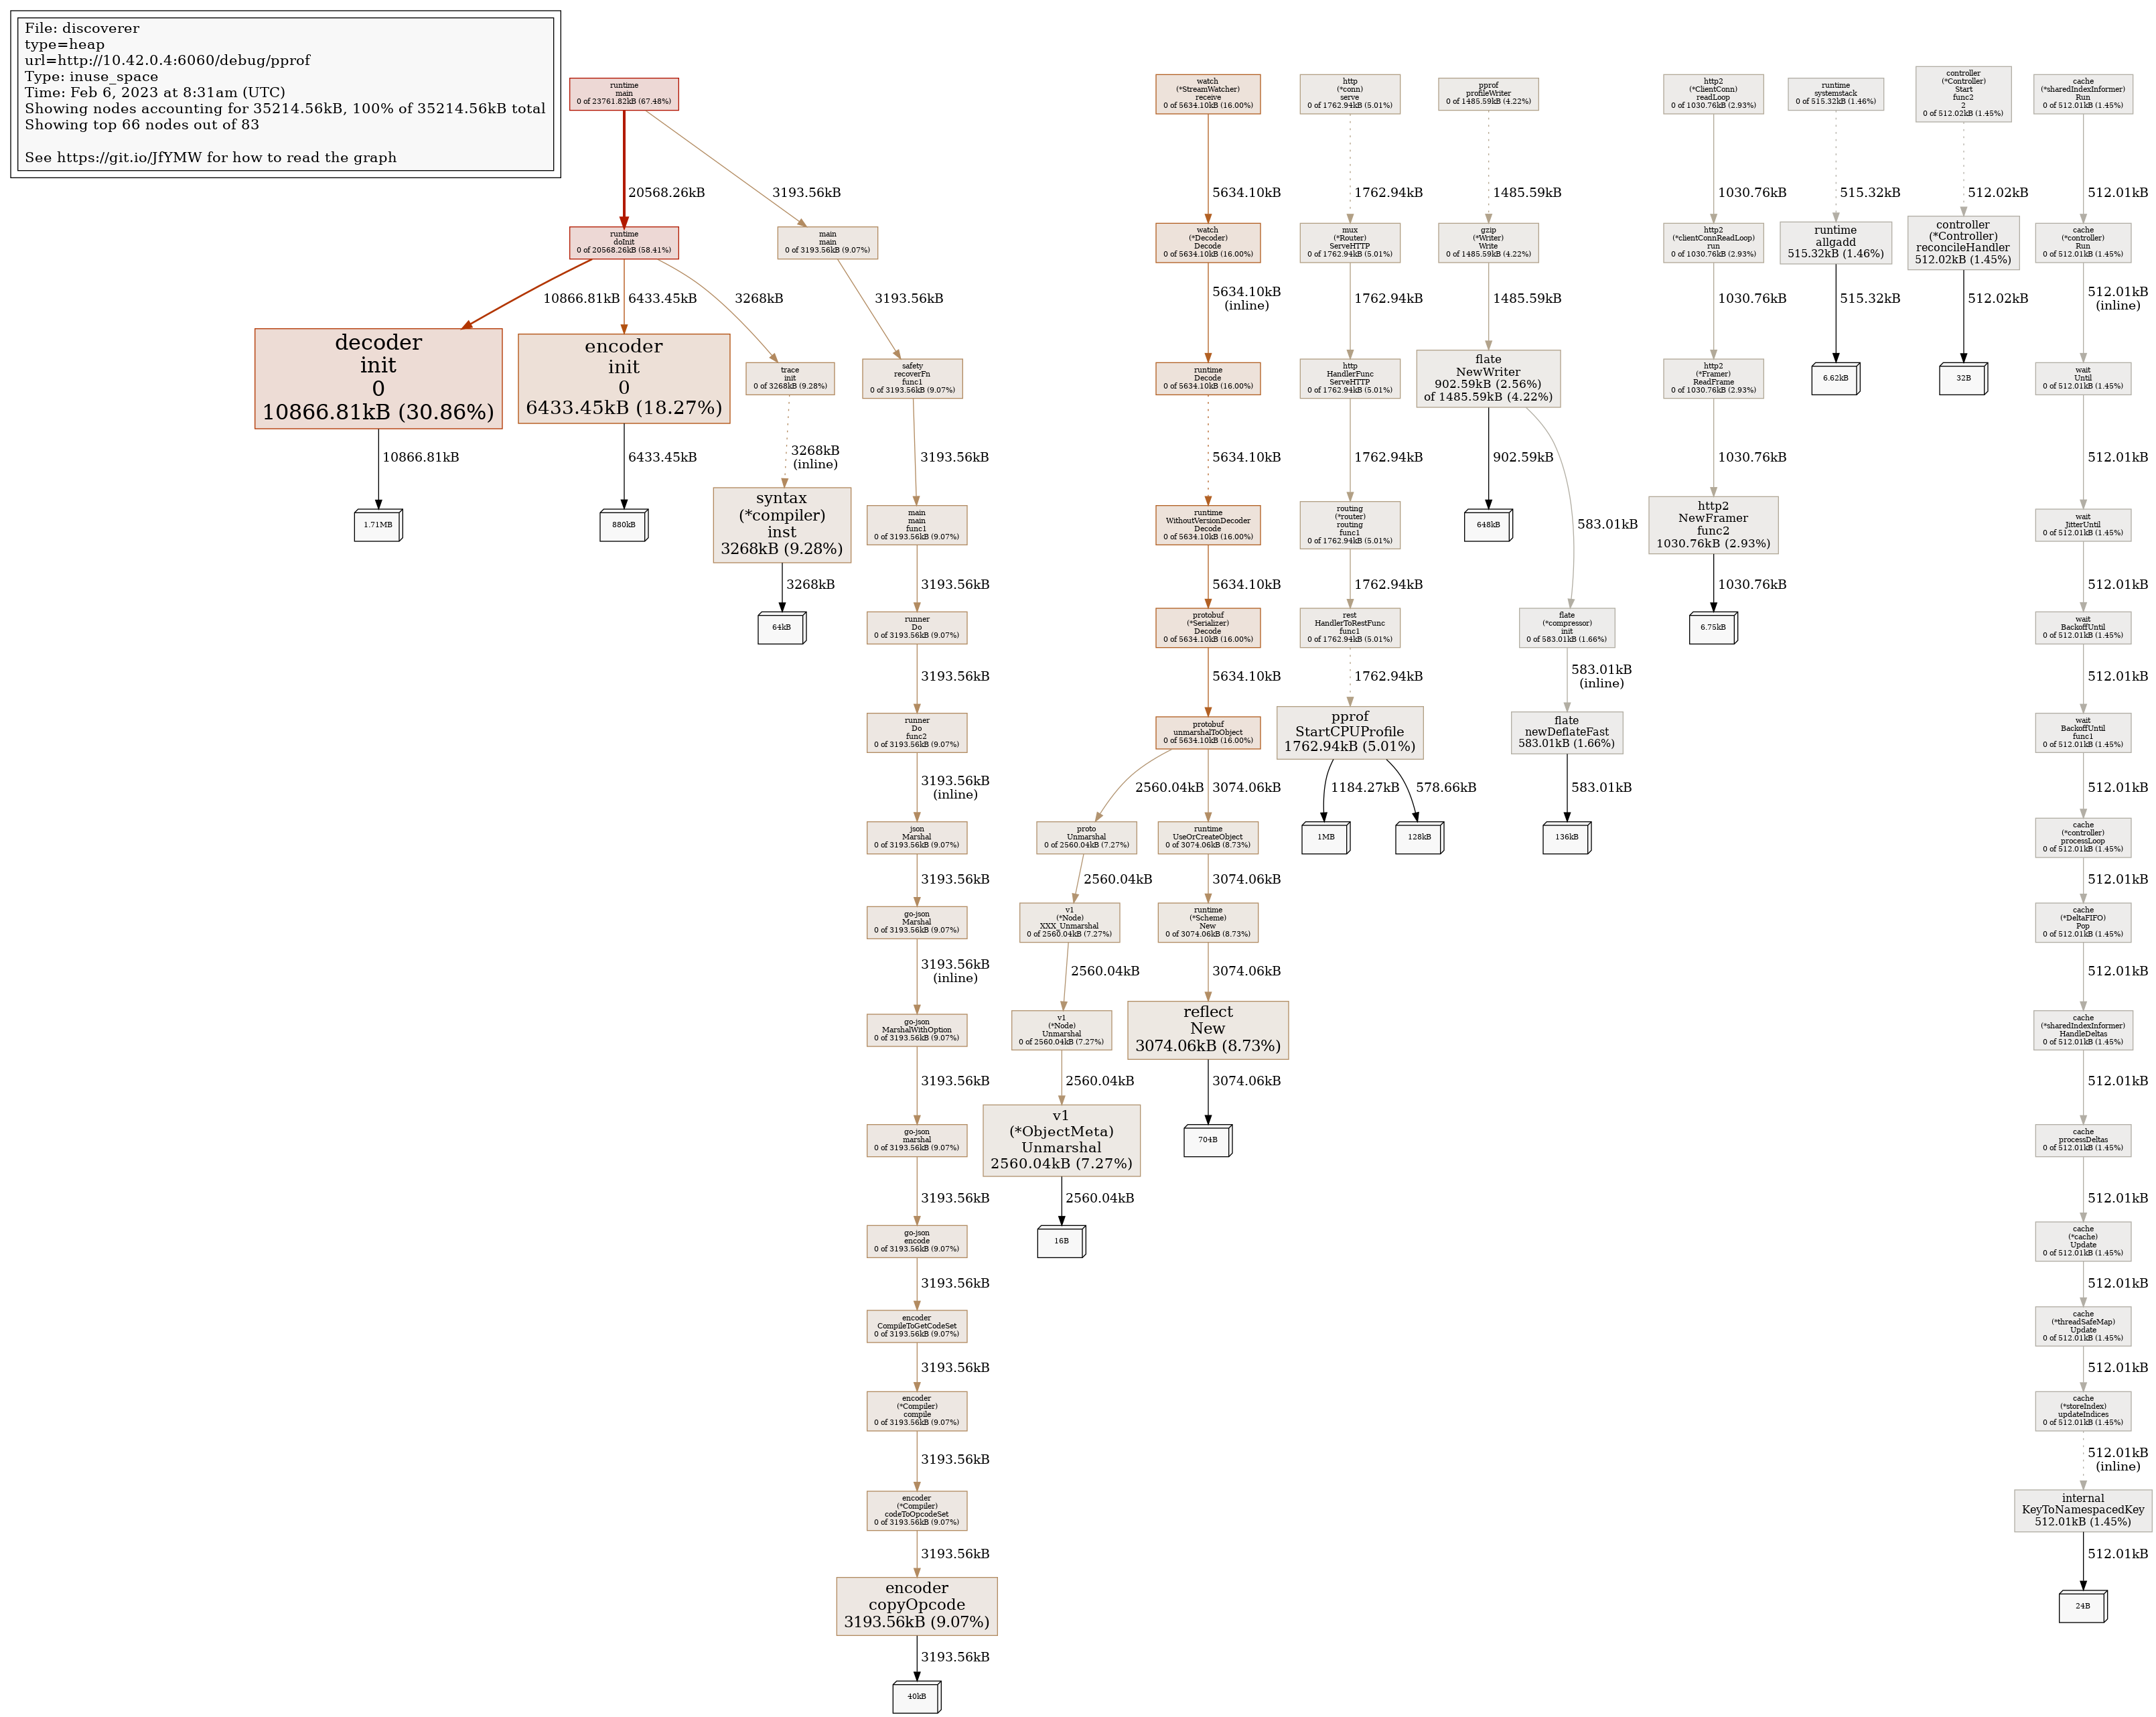 File: discoverer
type=heap
url=http://10.42.0.4:6060/debug/pprof
Type: inuse_space
Time: Feb 6, 2023 at 8:31am (UTC)
Showing nodes accounting for 35214.56kB, 100% of 35214.56kB total
Showing top 66 nodes out of 83
See https://git.io/JfYMW for how to read the graph
runtime
main
0 of 23761.82kB (67.48%)
20568.26kB
3193.56kB
runtime
doInit
0 of 20568.26kB (58.41%)
main
main
0 of 3193.56kB (9.07%)
10866.81kB
6433.45kB
3268kB
3193.56kB
decoder
init
0
10866.81kB (30.86%)
10866.81kB
1.71MB
encoder
init
0
6433.45kB (18.27%)
6433.45kB
880kB
trace
init
0 of 3268kB (9.28%)
3268kB
(inline)
syntax
(*compiler)
inst
3268kB (9.28%)
3268kB
64kB
safety
recoverFn
func1
0 of 3193.56kB (9.07%)
3193.56kB
main
main
func1
0 of 3193.56kB (9.07%)
3193.56kB
runner
Do
0 of 3193.56kB (9.07%)
3193.56kB
runner
Do
func2
0 of 3193.56kB (9.07%)
3193.56kB
(inline)
json
Marshal
0 of 3193.56kB (9.07%)
3193.56kB
go-json
Marshal
0 of 3193.56kB (9.07%)
3193.56kB
(inline)
go-json
MarshalWithOption
0 of 3193.56kB (9.07%)
3193.56kB
go-json
marshal
0 of 3193.56kB (9.07%)
3193.56kB
go-json
encode
0 of 3193.56kB (9.07%)
3193.56kB
encoder
CompileToGetCodeSet
0 of 3193.56kB (9.07%)
3193.56kB
encoder
(*Compiler)
compile
0 of 3193.56kB (9.07%)
3193.56kB
encoder
(*Compiler)
codeToOpcodeSet
0 of 3193.56kB (9.07%)
3193.56kB
encoder
copyOpcode
3193.56kB (9.07%)
3193.56kB
40kB
watch
(*StreamWatcher)
receive
0 of 5634.10kB (16.00%)
5634.10kB
watch
(*Decoder)
Decode
0 of 5634.10kB (16.00%)
5634.10kB
(inline)
runtime
Decode
0 of 5634.10kB (16.00%)
5634.10kB
runtime
WithoutVersionDecoder
Decode
0 of 5634.10kB (16.00%)
5634.10kB
protobuf
(*Serializer)
Decode
0 of 5634.10kB (16.00%)
5634.10kB
protobuf
unmarshalToObject
0 of 5634.10kB (16.00%)
2560.04kB
3074.06kB
proto
Unmarshal
0 of 2560.04kB (7.27%)
2560.04kB
v1
(*Node)
XXX_Unmarshal
0 of 2560.04kB (7.27%)
2560.04kB
v1
(*Node)
Unmarshal
0 of 2560.04kB (7.27%)
2560.04kB
v1
(*ObjectMeta)
Unmarshal
2560.04kB (7.27%)
2560.04kB
16B
runtime
UseOrCreateObject
0 of 3074.06kB (8.73%)
3074.06kB
runtime
(*Scheme)
New
0 of 3074.06kB (8.73%)
3074.06kB
reflect
New
3074.06kB (8.73%)
3074.06kB
704B
http
(*conn)
serve
0 of 1762.94kB (5.01%)
1762.94kB
mux
(*Router)
ServeHTTP
0 of 1762.94kB (5.01%)
1762.94kB
http
HandlerFunc
ServeHTTP
0 of 1762.94kB (5.01%)
1762.94kB
routing
(*router)
routing
func1
0 of 1762.94kB (5.01%)
1762.94kB
rest
HandlerToRestFunc
func1
0 of 1762.94kB (5.01%)
1762.94kB
pprof
StartCPUProfile
1762.94kB (5.01%)
1184.27kB
578.66kB
1MB
128kB
pprof
profileWriter
0 of 1485.59kB (4.22%)
1485.59kB
gzip
(*Writer)
Write
0 of 1485.59kB (4.22%)
1485.59kB
flate
NewWriter
902.59kB (2.56%)
of 1485.59kB (4.22%)
902.59kB
583.01kB
648kB
flate
(*compressor)
init
0 of 583.01kB (1.66%)
583.01kB
(inline)
flate
newDeflateFast
583.01kB (1.66%)
583.01kB
136kB
http2
(*ClientConn)
readLoop
0 of 1030.76kB (2.93%)
1030.76kB
http2
(*clientConnReadLoop)
run
0 of 1030.76kB (2.93%)
1030.76kB
http2
(*Framer)
ReadFrame
0 of 1030.76kB (2.93%)
1030.76kB
http2
NewFramer
func2
1030.76kB (2.93%)
1030.76kB
6.75kB
runtime
systemstack
0 of 515.32kB (1.46%)
515.32kB
runtime
allgadd
515.32kB (1.46%)
515.32kB
6.62kB
controller
(*Controller)
Start
func2
2
0 of 512.02kB (1.45%)
512.02kB
controller
(*Controller)
reconcileHandler
512.02kB (1.45%)
512.02kB
32B
cache
(*sharedIndexInformer)
Run
0 of 512.01kB (1.45%)
512.01kB
cache
(*controller)
Run
0 of 512.01kB (1.45%)
512.01kB
(inline)
wait
Until
0 of 512.01kB (1.45%)
512.01kB
wait
JitterUntil
0 of 512.01kB (1.45%)
512.01kB
wait
BackoffUntil
0 of 512.01kB (1.45%)
512.01kB
wait
BackoffUntil
func1
0 of 512.01kB (1.45%)
512.01kB
cache
(*controller)
processLoop
0 of 512.01kB (1.45%)
512.01kB
cache
(*DeltaFIFO)
Pop
0 of 512.01kB (1.45%)
512.01kB
cache
(*sharedIndexInformer)
HandleDeltas
0 of 512.01kB (1.45%)
512.01kB
cache
processDeltas
0 of 512.01kB (1.45%)
512.01kB
cache
(*cache)
Update
0 of 512.01kB (1.45%)
512.01kB
cache
(*threadSafeMap)
Update
0 of 512.01kB (1.45%)
512.01kB
cache
(*storeIndex)
updateIndices
0 of 512.01kB (1.45%)
512.01kB
(inline)
internal
KeyToNamespacedKey
512.01kB (1.45%)
512.01kB
24B